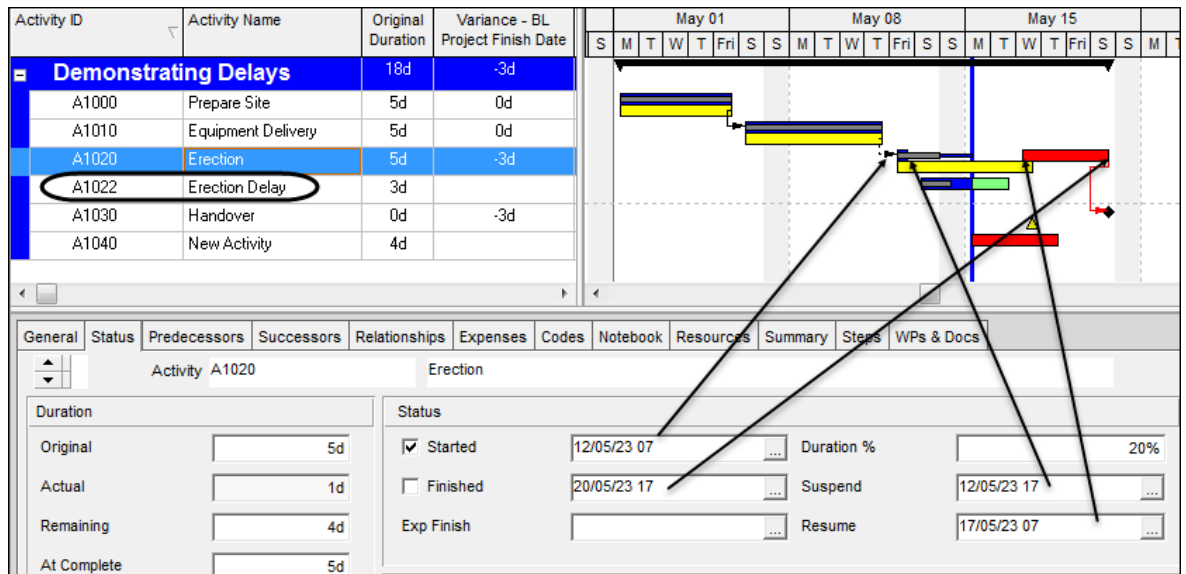 Activity ID Activity Name Original Duration Variance - BL Project Finish Date May 01 May 08 May 15
S M T W T Fri S S M T W T Fri S S M T W T Fri S S M T
Demonstrating Delays 18d -3d
A1000 Prepare Site 5d 0d
A1010 Equipment Delivery 5d 0d
A1020 Erection 5d -3d
A1022 Erection Delay 3d
A1030 Handover 0d -3d
A1040 New Activity 4d
General Status Predecessors Successors Relationships Expenses Codes Notebook Resources Summary Steps WPs & Docs
Activity A1020 Erection
Duration Status
Original 5d Started 12/05/23 07 ... Duration % 20%
Actual 1d Finished 20/05/23 17 ... Suspend 12/05/23 17 ...
Remaining 4d Exp Finish ... Resume 17/05/23 07 ...
At Complete 5d